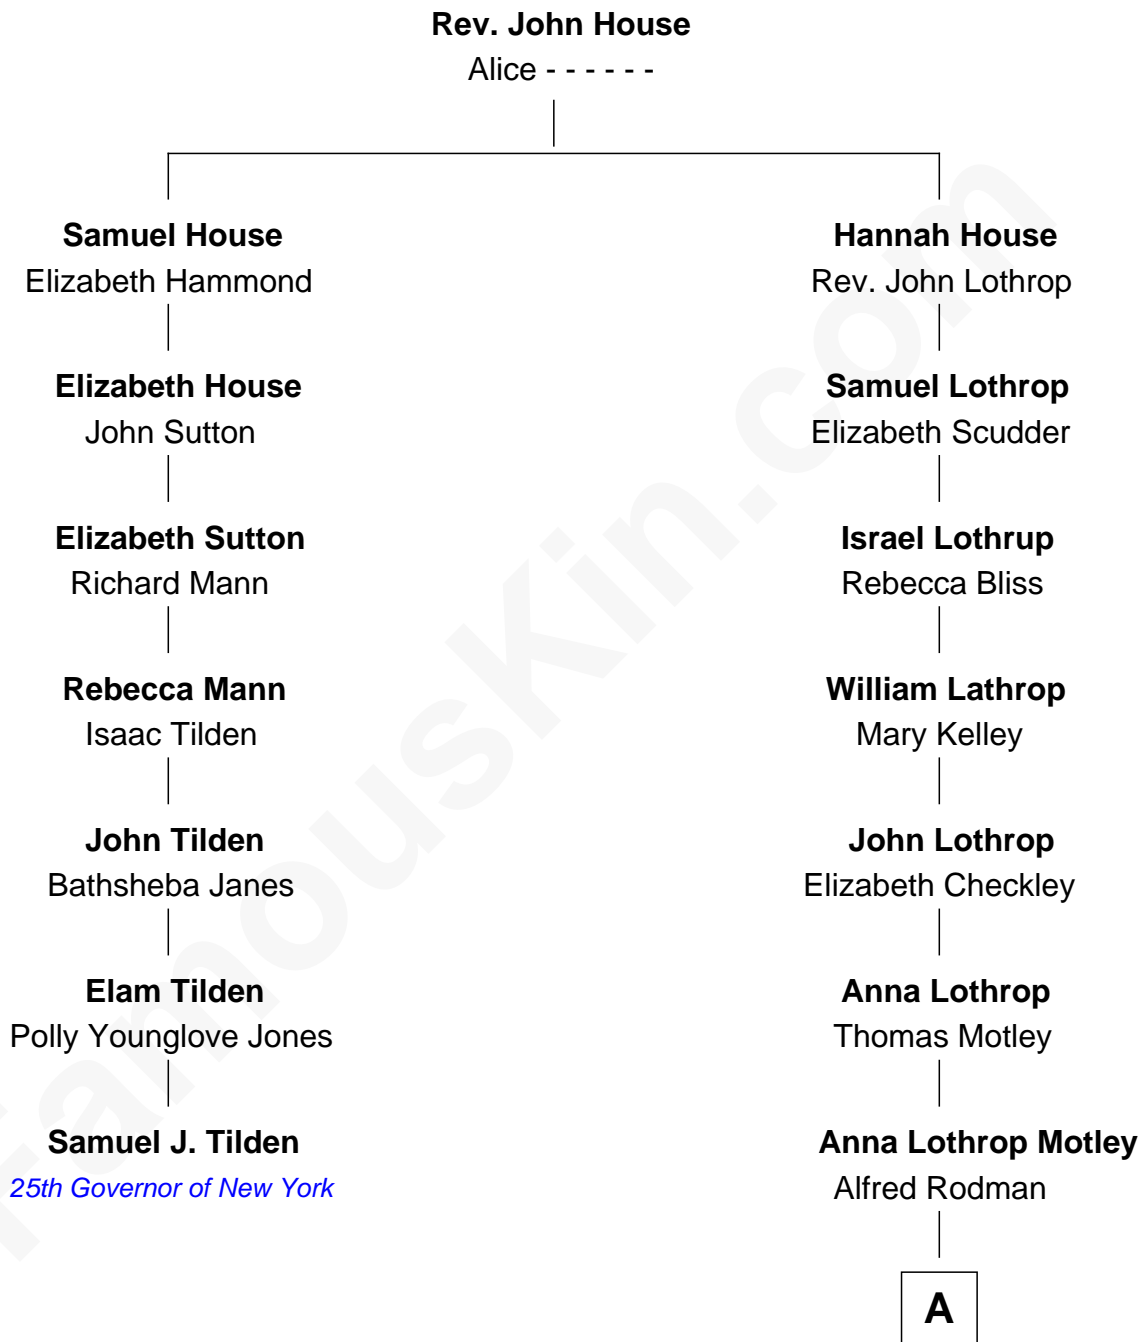 Rev. John House
Alice - - - - - -
Samuel House
Elizabeth Hammond
Hannah House
Rev. John Lothrop
Elizabeth House
John Sutton
Samuel Lothrop
Elizabeth Scudder
Elizabeth Sutton
Richard Mann
Israel Lothrup
Rebecca Bliss
Rebecca Mann
Isaac Tilden
William Lathrop
Mary Kelley
John Tilden
Bathsheba Janes
John Lothrop
Elizabeth Checkley
Elam Tilden
Polly Younglove Jones
Anna Lothrop
Thomas Motley
Samuel J. Tilden
25th Governor of New York
Anna Lothrop Motley
Alfred Rodman
A
FamousKin.com